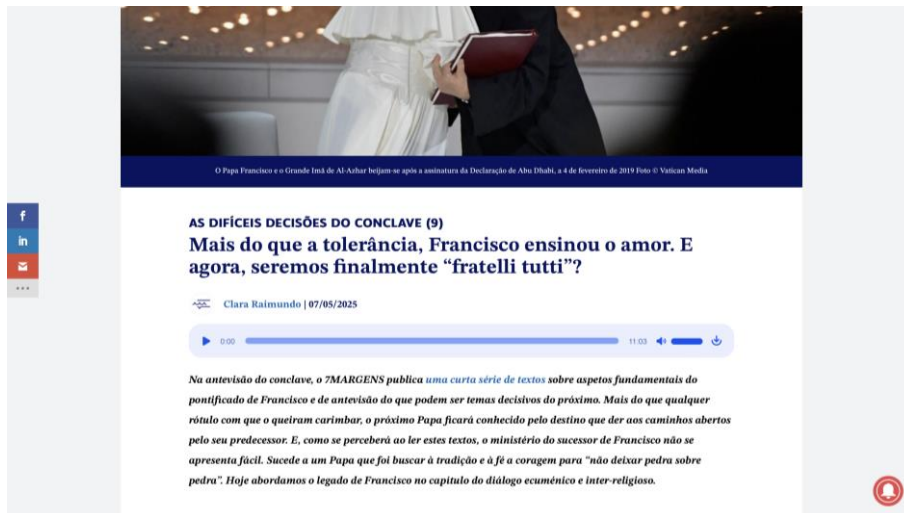 O Papa Francisco e o Grande Imã de Al-Azhar beijam-se após a assinatura da Declaração de Abu Dhabi, a 4 de fevereiro de 2019 Foto © Vatican Media
AS DIFÍCEIS DECISÕES DO CONCLAVE (9)
Mais do que a tolerância, Francisco ensinou o amor. E
agora, seremos finalmente “fratelli tutti”?
Clara Raimundo | 07/05/2025
0:00 11:03
Na antevisão do conclave, o 7MARGENS publica uma curta série de textos sobre aspetos fundamentais do
pontificado de Francisco e de antevisão do que podem ser temas decisivos do próximo. Mais do que qualquer
rótulo com que o queiram carimbar, o próximo Papa ficará conhecido pelo destino que der aos caminhos abertos
pelo seu predecessor. E, como se perceberá ao ler estes textos, o ministério do sucessor de Francisco não se
apresenta fácil. Sucede a um Papa que foi buscar à tradição e à fé a coragem para “não deixar pedra sobre
pedra”. Hoje abordamos o legado de Francisco no capítulo do diálogo ecuménico e inter-religioso.